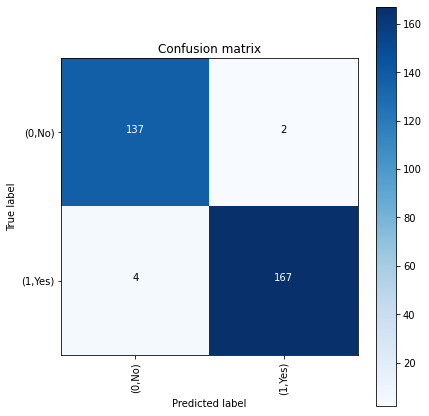 Confusion matrix
160
140
120
100
80
60
40
20
True label
(0,No)
137
2
(1,Yes)
4
167
(0,No)
(1,Yes)
Predicted label